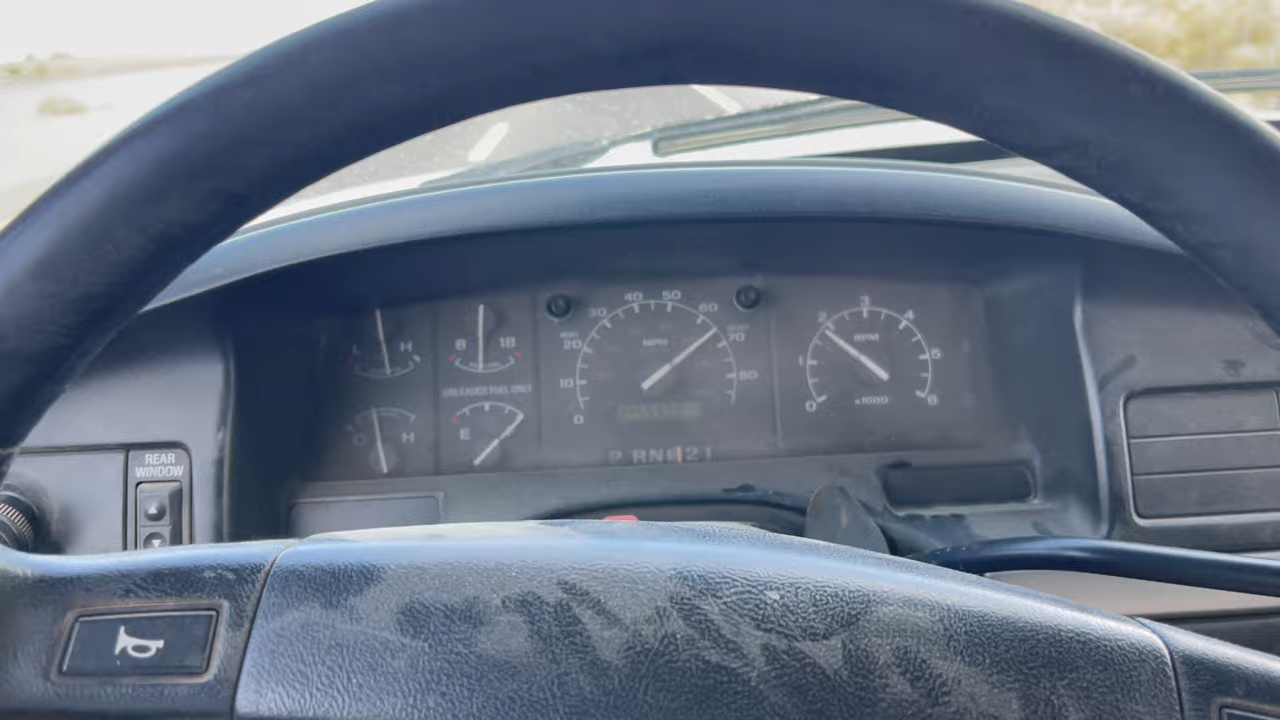 REAR
WINDOW
H
8 18
UNLEADED FUEL ONLY
E
C H
0 10 20 30 40 50 60 70 80
MPH
0 1 2 3 4 5 6
RPM
x1000
P RN 2 1